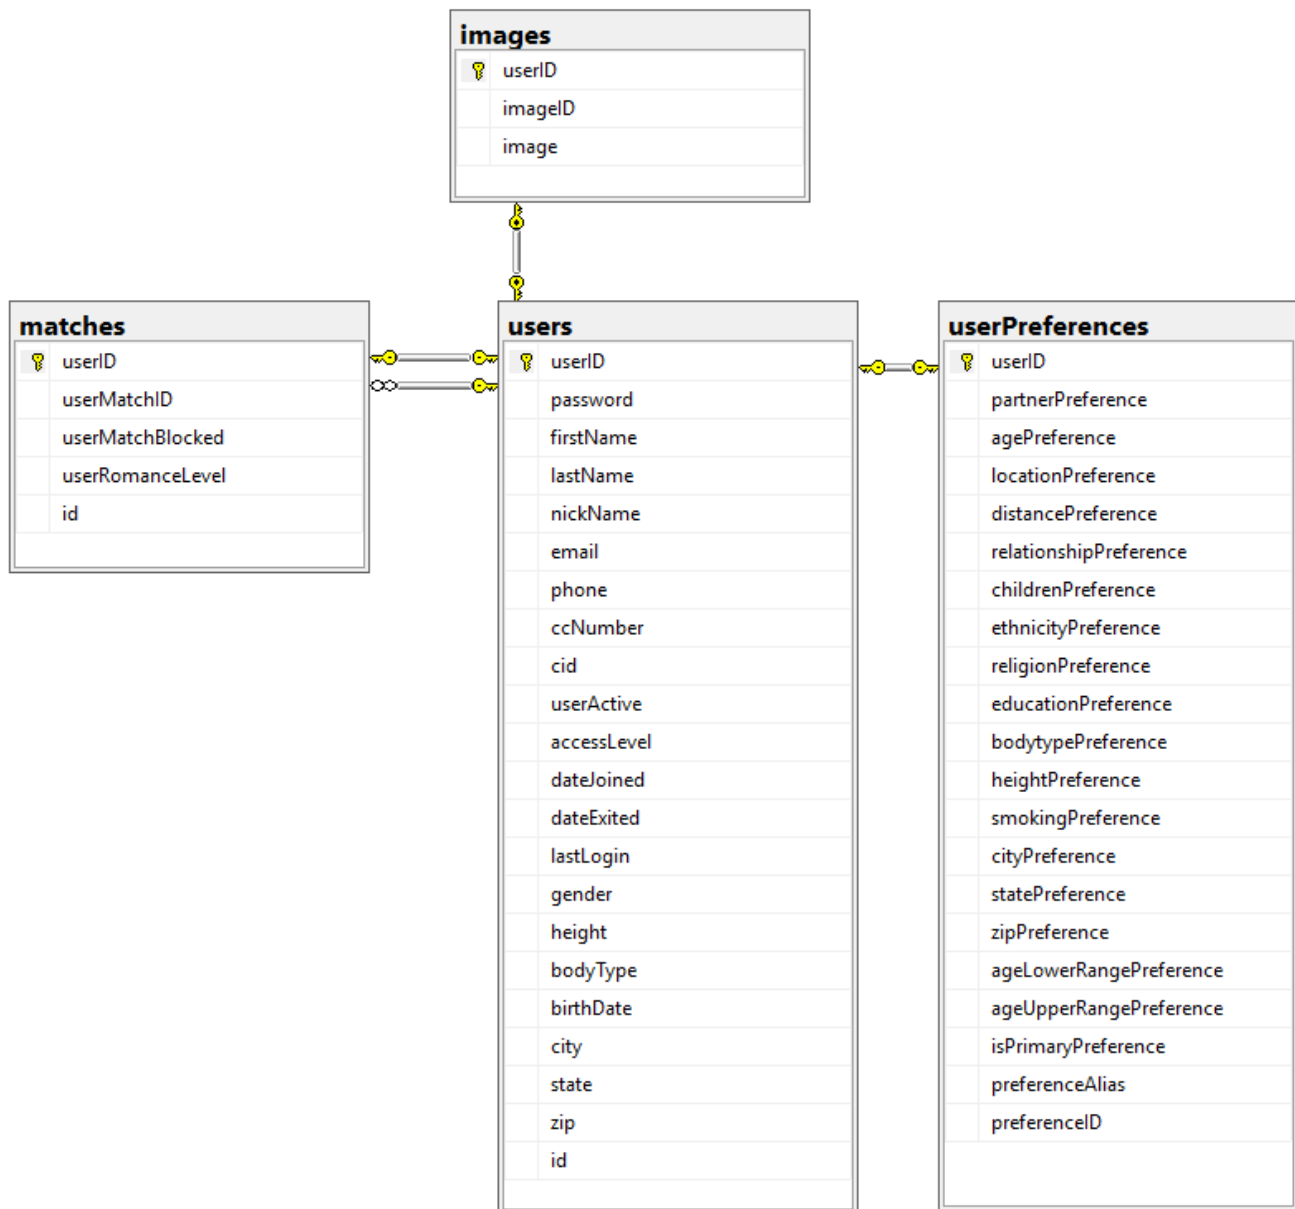 images
userID
imageID
image
matches
userID
userMatchID
userMatchBlocked
userRomanceLevel
id
users
userID
password
firstName
lastName
nickName
email
phone
ccNumber
cid
userActive
accessLevel
dateJoined
dateExited
lastLogin
gender
height
bodyType
birthDate
city
state
zip
id
userPreferences
userID
partnerPreference
agePreference
locationPreference
distancePreference
relationshipPreference
childrenPreference
ethnicityPreference
religionPreference
educationPreference
bodytypePreference
heightPreference
smokingPreference
cityPreference
statePreference
zipPreference
ageLowerRangePreference
ageUpperRangePreference
isPrimaryPreference
preferenceAlias
preferenceID